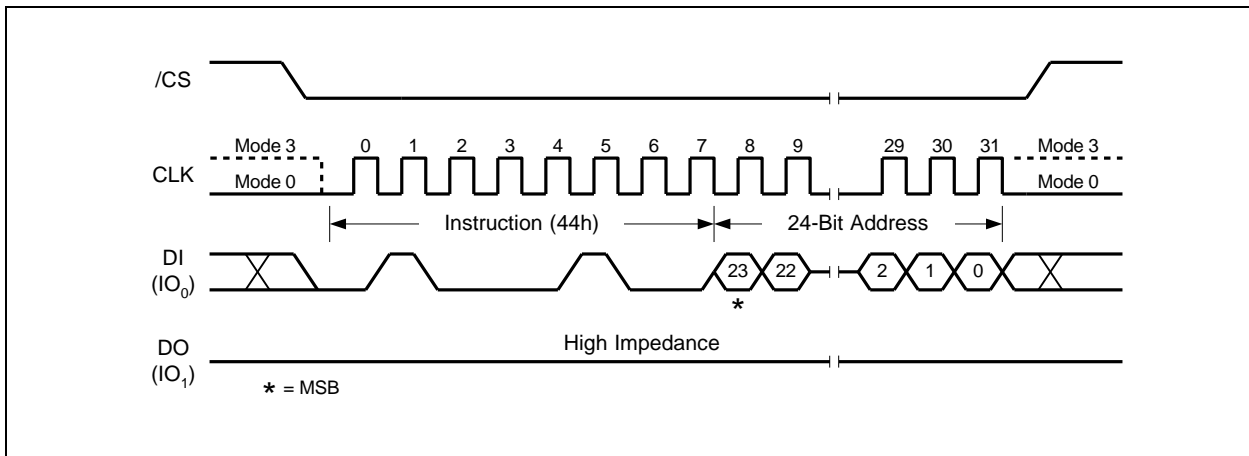 /CS
Mode 3 0 1 2 3 4 5 6 7 8 9 29 30 31 Mode 3
CLK
Mode 0 Mode 0
Instruction (44h) 24-Bit Address
DI
(IO₀)
23 22 2 1 0
*
DO
(IO₁)
High Impedance
* = MSB